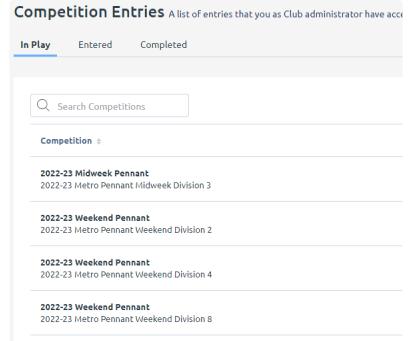 Competition Entries A list of entries that you as Club administrator have
In Play Entered Completed
Search Competitions
Competition
2022-23 Midweek Pennant
2022-23 Metro Pennant Midweek Division 3
2022-23 Weekend Pennant
2022-23 Metro Pennant Weekend Division 2
2022-23 Weekend Pennant
2022-23 Metro Pennant Weekend Division 4
2022-23 Weekend Pennant
2022-23 Metro Pennant Weekend Division 8